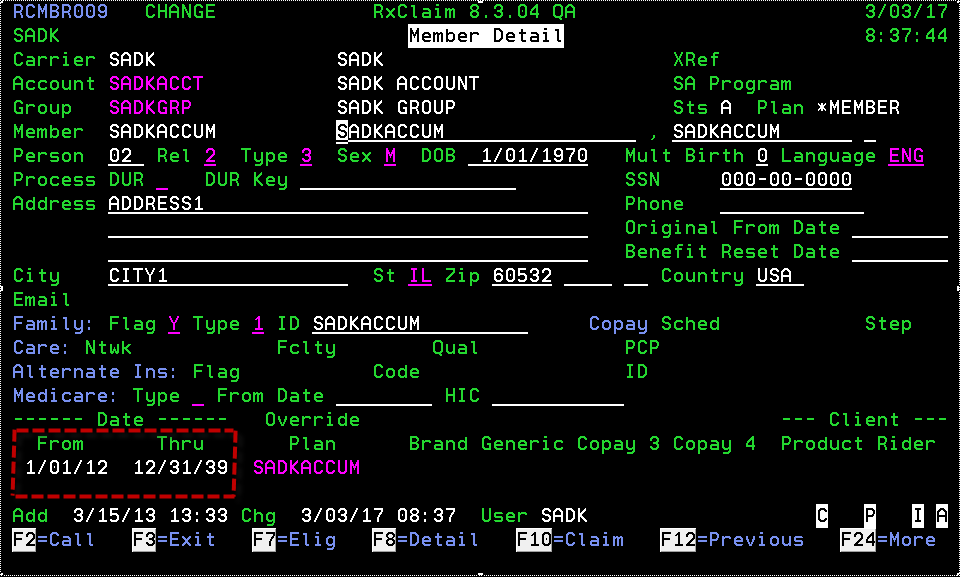 RCMBR009 CHANGE RxClaim 8.3.04 QA 3/03/17
SADK Member Detail 8:37:44
Carrier SADK SADK XRef
Account SADKACCT SADK ACCOUNT SA Program
Group SADKGRP SADK GROUP Sts A Plan *MEMBER
Member SADKACCUM SADKACCUM , SADKACCUM
Person 02 Rel 2 Type 3 Sex M DOB 1/01/1970 Mult Birth 0 Language ENG
Process DUR DUR Key SSN 000-00-0000
Address ADDRESS1 Phone
Original From Date
Benefit Reset Date
City CITY1 St IL Zip 60532 Country USA
Email
Family: Flag Y Type 1 ID SADKACCUM Copay Sched Step
Care: Ntwk Fclty Qual PCP
Alternate Ins: Flag Code ID
Medicare: Type From Date HIC
------ Date ------ Override --- Client ---
From Thru Plan Brand Generic Copay 3 Copay 4 Product Rider
1/01/12 12/31/39 SADKACCUM
Add 3/15/13 13:33 Chg 3/03/17 08:37 User SADK C P I A
F2=Call F3=Exit F7=Elig F8=Detail F10=Claim F12=Previous F24=More